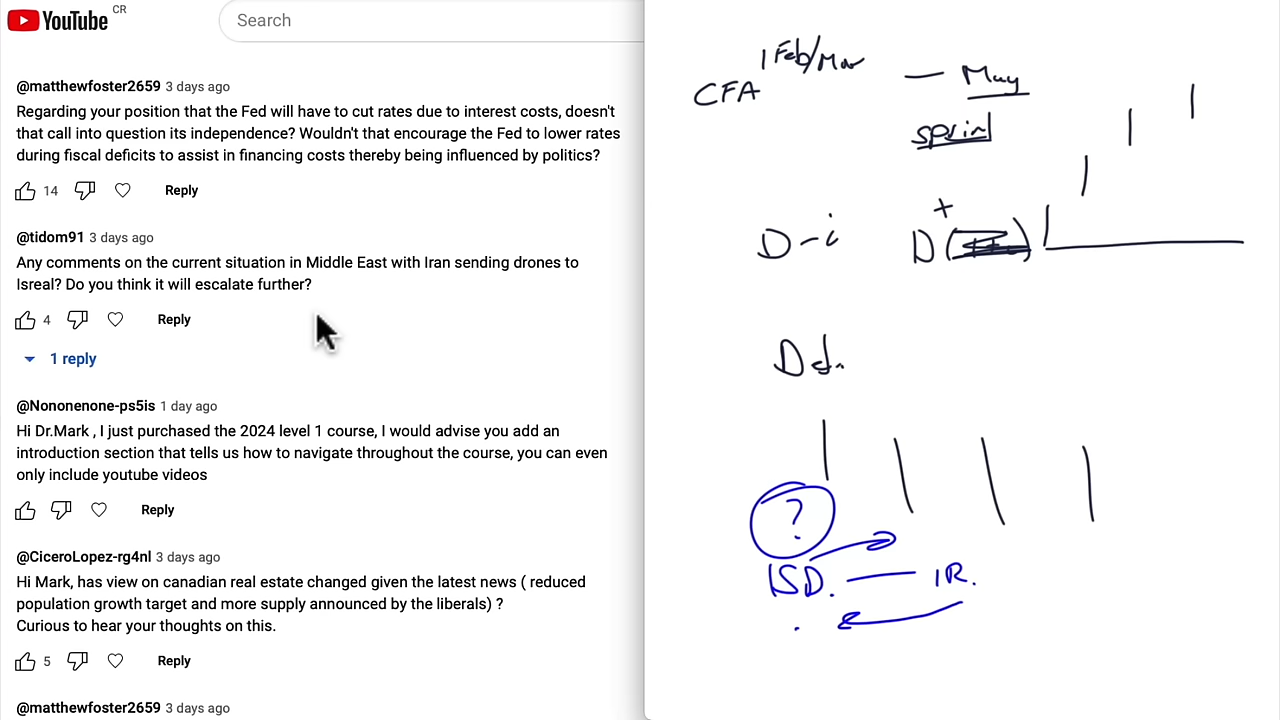 YouTube CR
Search
@matthewfoster2659 3 days ago
Regarding your position that the Fed will have to cut rates due to interest costs, doesn't
that call into question its independence? Wouldn't that encourage the Fed to lower rates
during fiscal deficits to assist in financing costs thereby being influenced by politics?
14 Reply
@tidom91 3 days ago
Any comments on the current situation in Middle East with Iran sending drones to
Isreal? Do you think it will escalate further?
4 Reply
1 reply
@Nononenone-ps5is 1 day ago
Hi Dr.Mark , I just purchased the 2024 level 1 course, I would advise you add an
introduction section that tells us how to navigate throughout the course, you can even
only include youtube videos
Reply
@CiceroLopez-rg4nl 3 days ago
Hi Mark, has view on canadian real estate changed given the latest news ( reduced
population growth target and more supply announced by the liberals) ?
Curious to hear your thoughts on this.
5 Reply
@matthewfoster2659 3 days ago
CFA 1 Feb/Mar — May
sprint
D-i D+
?
ISD. — IR.